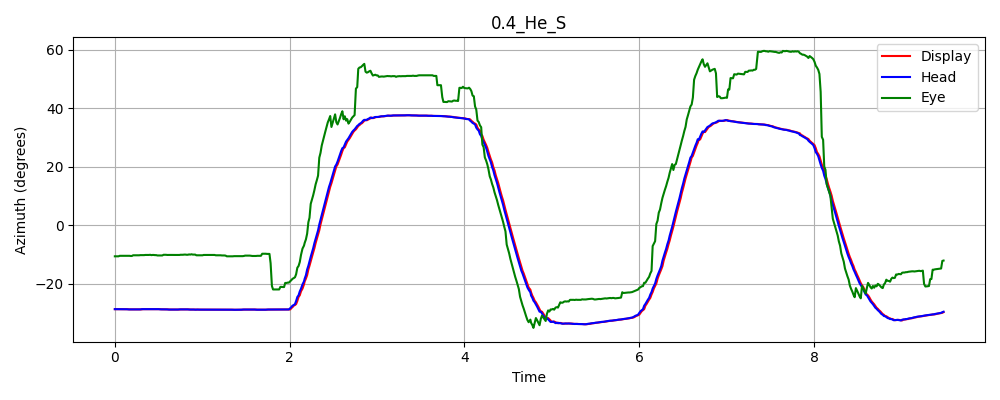 0.4_He_S
Azimuth (degrees)
60
40
20
0
−20
Display
Head
Eye
0 2 4 6 8
Time